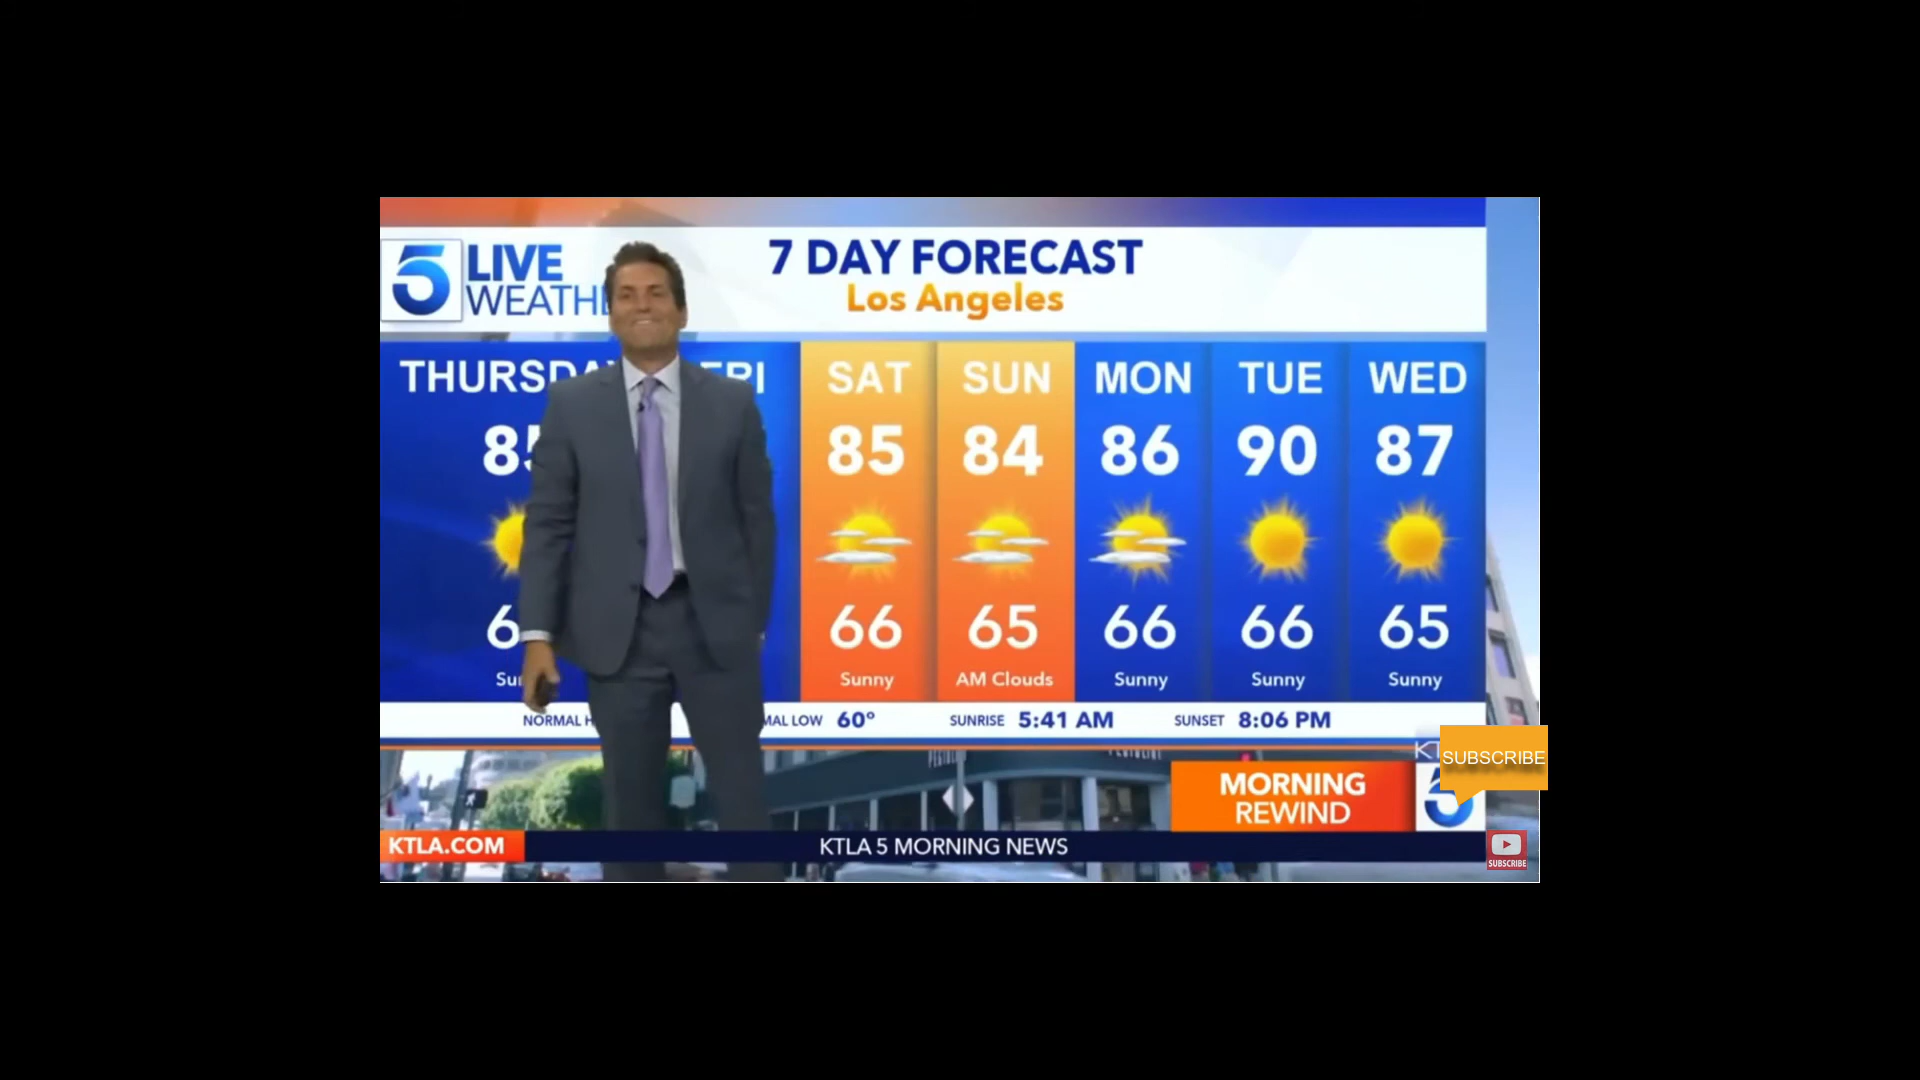 5 LIVE
7 DAY FORECAST
Los Angeles
SAT SUN MON TUE WED
85 84 86 90 87
66 65 66 66 65
Sunny AM Clouds Sunny Sunny Sunny
NORMAL LOW 60° SUNRISE 5:41 AM SUNSET 8:06 PM
SUBSCRIBE
MORNING
REWIND
5
KTLA.COM KTLA 5 MORNING NEWS
SUBSCRIBE